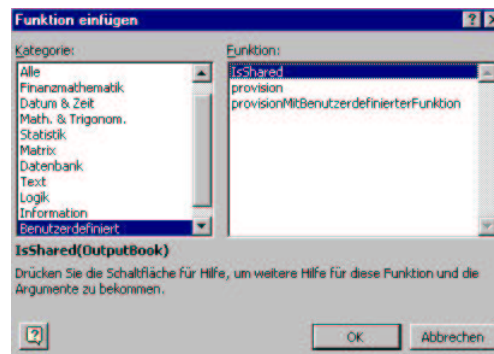 Funktion einfügen
Kategorie:
Funktion:
Alle
Finanzmathematik
Datum & Zeit
Math. & Trigonom.
Statistik
Matrix
Datenbank
Text
Logik
Information
Benutzerdefiniert
IsShared
provision
provisionMitBenutzerdefinierterFunktion
IsShared(OutputBook)
Drücken Sie die Schaltfläche für Hilfe, um weitere Hilfe für diese Funktion und die
Argumente zu bekommen.
OK
Abbrechen